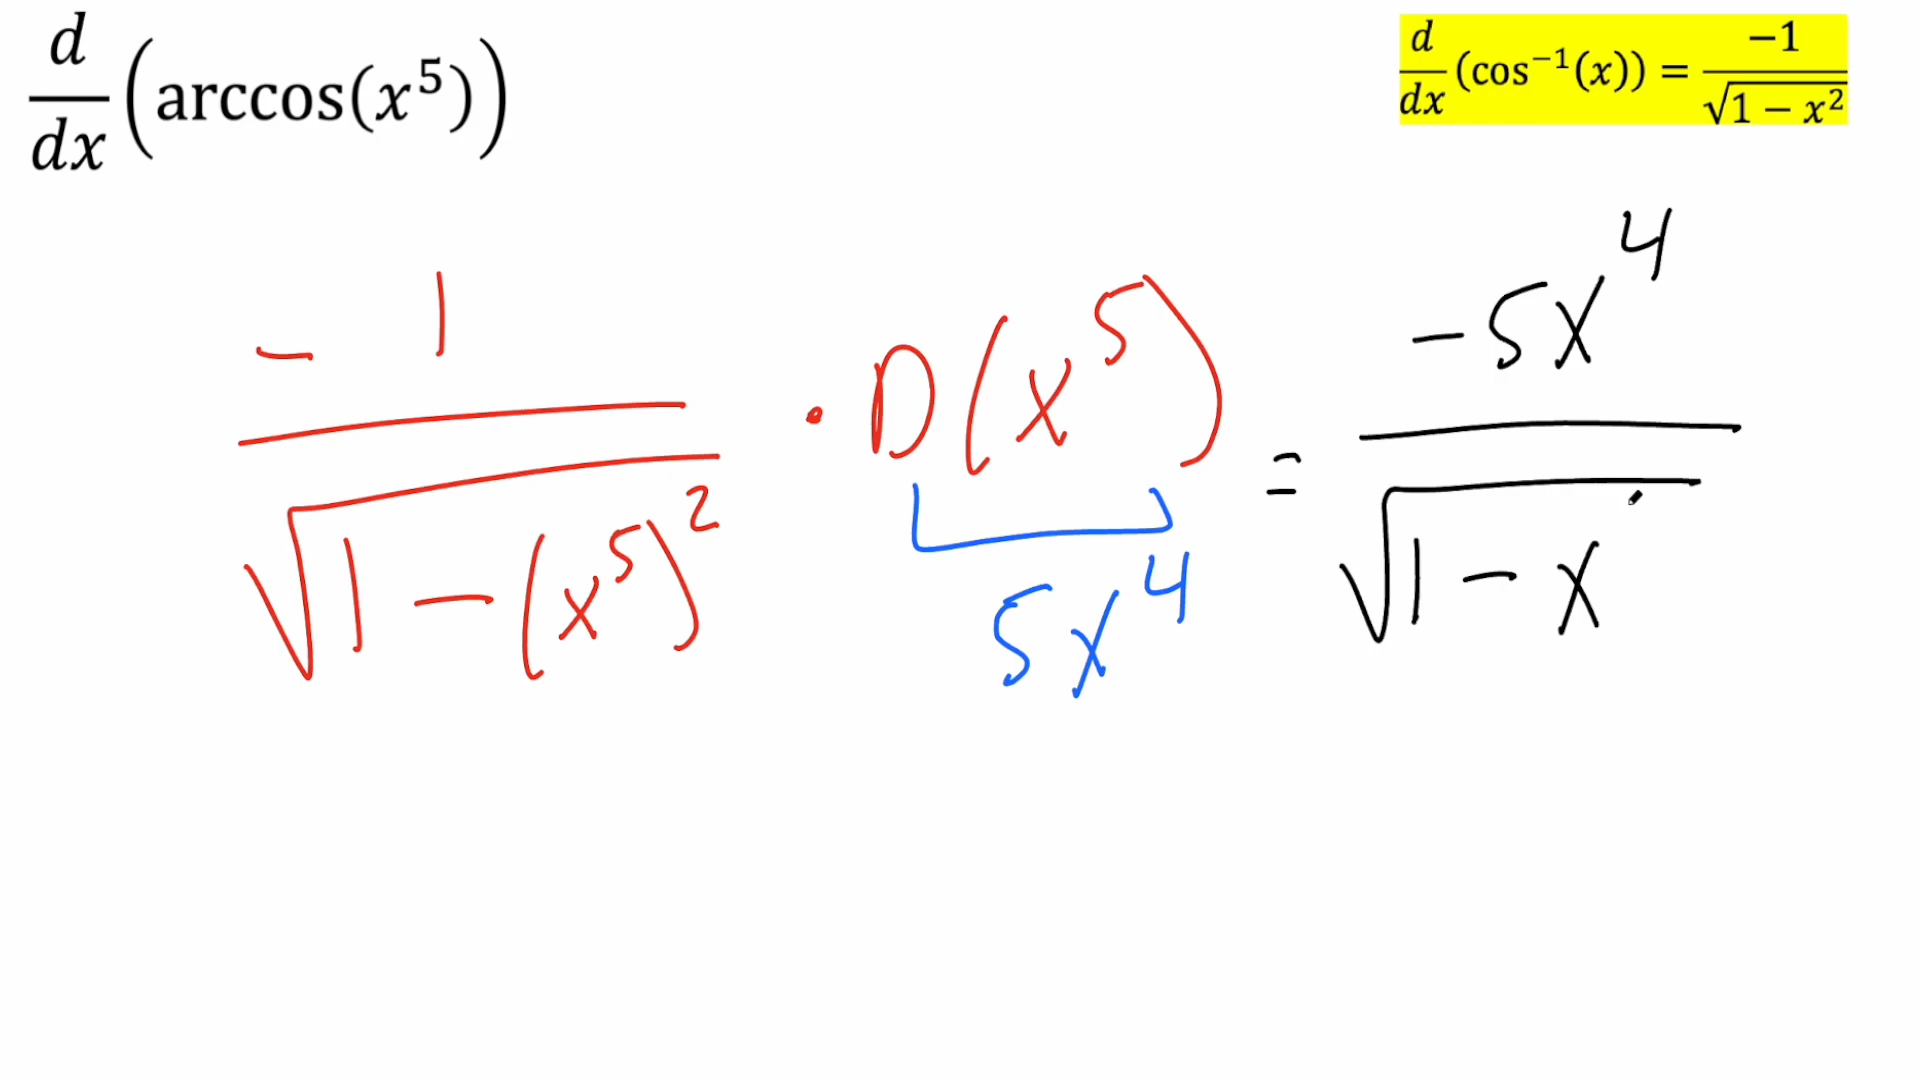 d/dx (arccos(x⁵))
d/dx (cos⁻¹(x)) = −1/√(1 − x²)
− 1/√(1 − (x⁵)²) · D(x⁵) = −5x⁴/√(1 − x
5x⁴